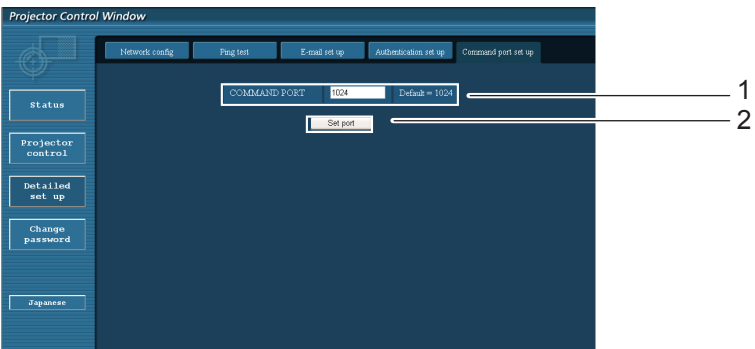 Projector Control Window
Network config
Ping test
E-mail set up
Authentication set up
Command port set up
COMMAND PORT 1024 Default = 1024
1
Set port
2
Status
Projector
control
Detailed
set up
Change
password
Japanese